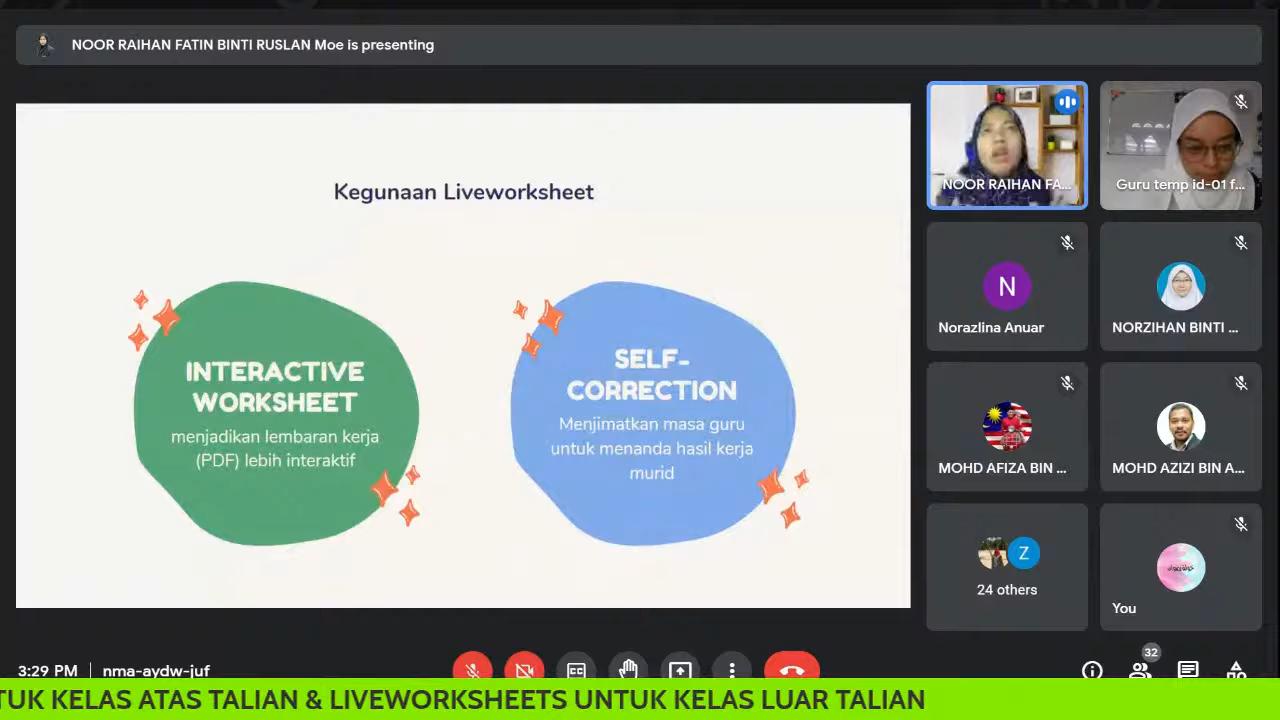 NOOR RAIHAN FATIN BINTI RUSLAN Moe is presenting
Kegunaan Liveworksheet
INTERACTIVE
WORKSHEET
menjadikan lembaran kerja
(PDF) lebih interaktif
SELF-
CORRECTION
Menjimatkan masa guru
untuk menanda hasil kerja
murid
NOOR RAIHAN FA...
Guru temp id-01 f...
N
Norazlina Anuar
NORZIHAN BINTI ...
MOHD AFIZA BIN ...
MOHD AZIZI BIN A...
Z
24 others
You
3:29 PM | nma-aydw-juf
CC
32
TUK KELAS ATAS TALIAN & LIVEWORKSHEETS UNTUK KELAS LUAR TALIAN